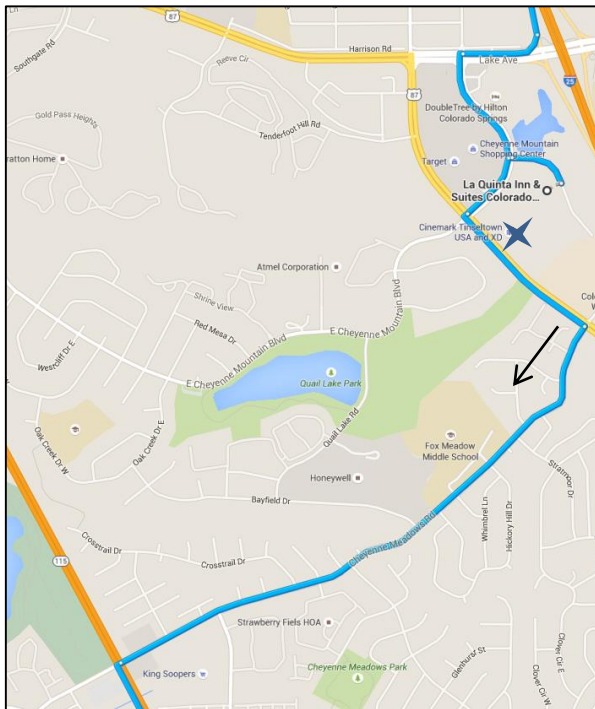 87
Harrison Rd
Southgate Rd
Reeve Cir
Lake Ave
25
87
DoubleTree by Hilton
Colorado Springs
Gold Pass Heights
Tenderfoot Hill Rd
Cheyenne Mountain
Shopping Center
ratton Home
Target
La Quinta Inn &
Suites Colorado...
Cinemark Tinseltown
USA and XD
Atmel Corporation
E Cheyenne Mountain Blvd
Shrine View
Red Mesa Dr
Colo
W
Westcliff Dr E
E Cheyenne Mountain Blvd
Quail Lake Park
Oak Creek Dr W
Oak Creek Dr E
Quail Lake Rd
Fox Meadow
Middle School
Stratmoor Dr
Honeywell
Whimbrel Ln
Hickory Hill Dr
Bayfield Dr
Cheyenne Meadows Rd
Crosstrail Dr
Crosstrail Dr
115
Strawberry Fiels HOA
Glenhurst St
Clover Cir E
Clover Cir W
King Soopers
Cheyenne Meadows Park